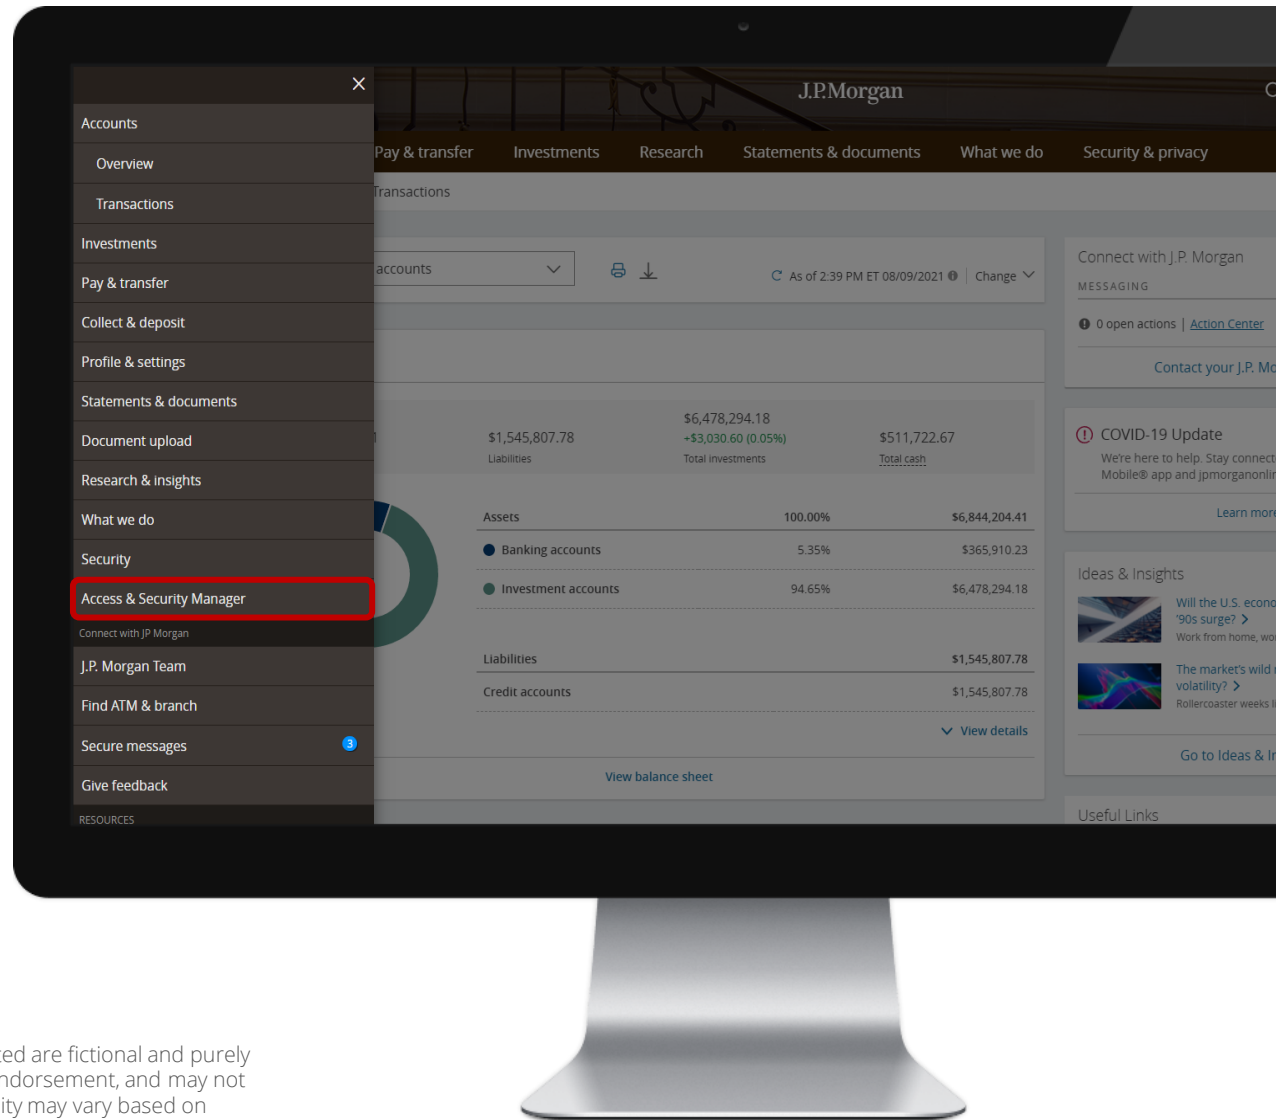 J.P.Morgan
Accounts
Overview
Transactions
Investments
Pay & transfer
Collect & deposit
Profile & settings
Statements & documents
Document upload
Research & insights
What we do
Security
Access & Security Manager
Connect with JP Morgan
J.P. Morgan Team
Find ATM & branch
Secure messages 3
Give feedback
RESOURCES
Pay & transfer Investments Research Statements & documents What we do Security & privacy
Transactions
accounts
As of 2:39 PM ET 08/09/2021 Change
$1,545,807.78
Liabilities
$6,478,294.18
+$3,030.60 (0.05%)
Total investments
$511,722.67
Total cash
Assets 100.00% $6,844,204.41
Banking accounts 5.35% $365,910.23
Investment accounts 94.65% $6,478,294.18
Liabilities $1,545,807.78
Credit accounts $1,545,807.78
View details
View balance sheet
Connect with J.P. Morgan
MESSAGING
0 open actions | Action Center
Contact your J.P. Mo
COVID-19 Update
We're here to help. Stay connect
Mobile® app and jpmorganonlin
Learn more
Ideas & Insights
Will the U.S. econo
'90s surge?
Work from home, wo
The market's wild
volatility?
Rollercoaster weeks
Go to Ideas & In
Useful Links
ted are fictional and purely
ndorsement, and may not
ity may vary based on